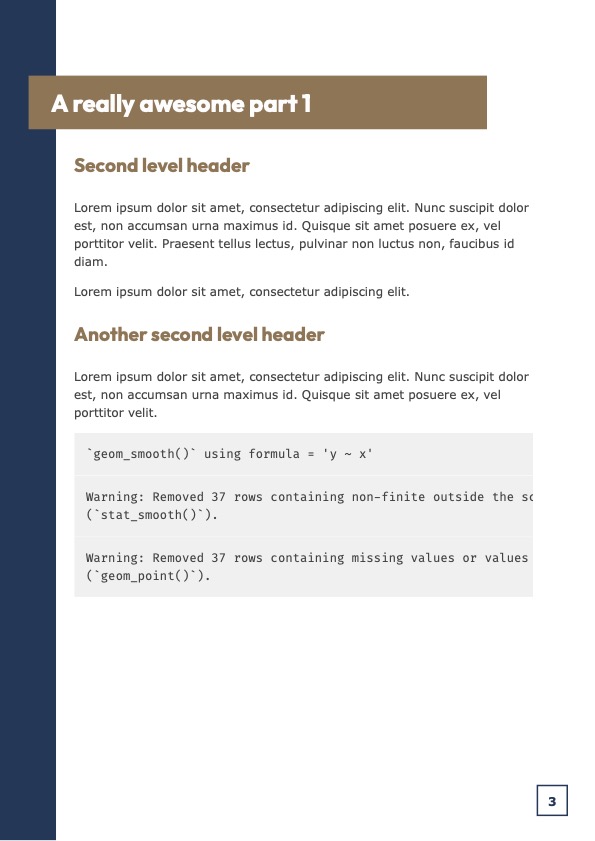 A really awesome part 1
Second level header
Lorem ipsum dolor sit amet, consectetur adipiscing elit. Nunc suscipit dolor
est, non accumsan urna maximus id. Quisque sit amet posuere ex, vel
porttitor velit. Praesent tellus lectus, pulvinar non luctus non, faucibus id
diam.
Lorem ipsum dolor sit amet, consectetur adipiscing elit.
Another second level header
Lorem ipsum dolor sit amet, consectetur adipiscing elit. Nunc suscipit dolor
est, non accumsan urna maximus id. Quisque sit amet posuere ex, vel
porttitor velit.
`geom_smooth()` using formula = 'y ~ x'
Warning: Removed 37 rows containing non-finite outside the
(`stat_smooth()`).
Warning: Removed 37 rows containing missing values or values
(`geom_point()`).
3